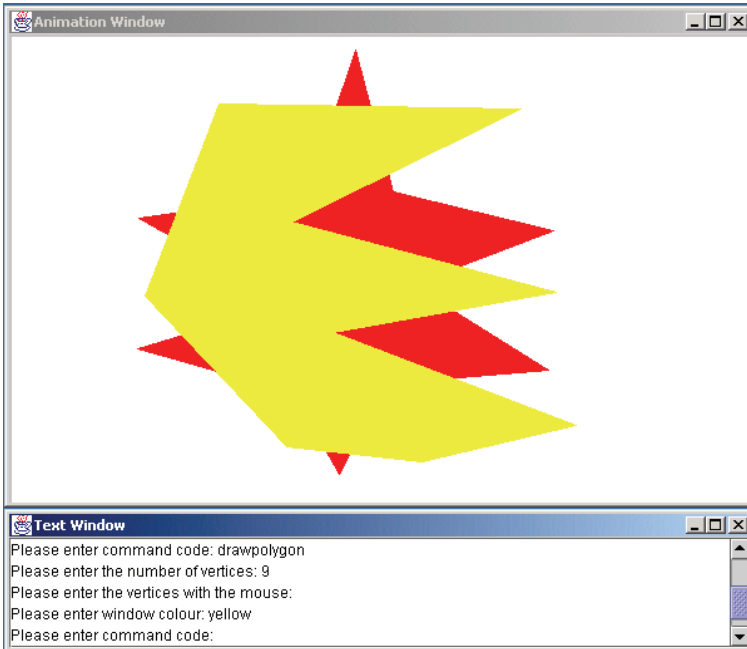 Animation Window
Text Window
Please enter command code: drawpolygon
Please enter the number of vertices: 9
Please enter the vertices with the mouse:
Please enter window colour: yellow
Please enter command code: